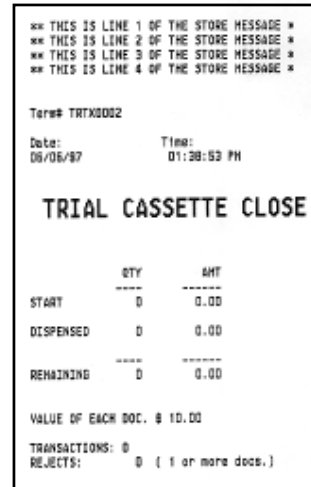 ** THIS IS LINE 1 OF THE STORE MESSAGE *
** THIS IS LINE 2 OF THE STORE MESSAGE *
** THIS IS LINE 3 OF THE STORE MESSAGE *
** THIS IS LINE 4 OF THE STORE MESSAGE *
Term# TRTX0002
Date: Time:
06/06/97 01:38:53 PM
TRIAL CASSETTE CLOSE
QTY AMT
---- ------
START 0 0.00
DISPENSED 0 0.00
---- ------
REMAINING 0 0.00
VALUE OF EACH DOC. $ 10.00
TRANSACTIONS: 0
REJECTS: 0 ( 1 or more docs.)